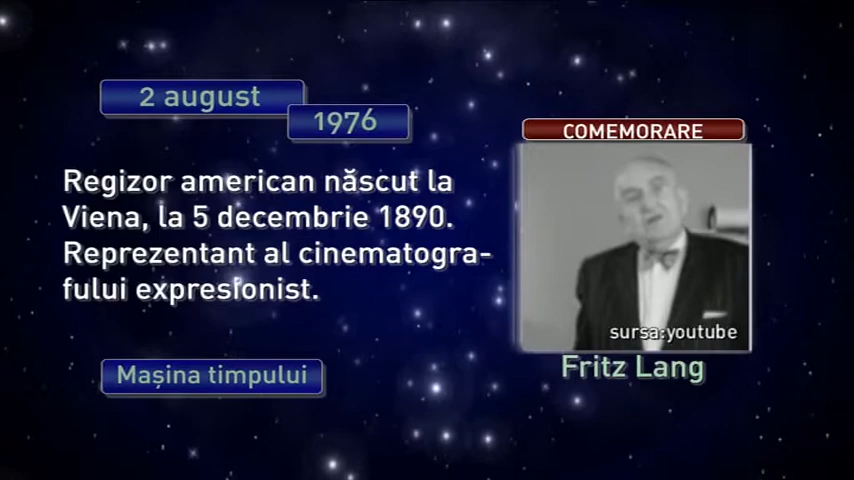 2 august
1976
Regizor american născut la
Viena, la 5 decembrie 1890.
Reprezentant al cinematogra-
fului expresionist.
Mașina timpului
COMEMORARE
sursa:youtube
Fritz Lang